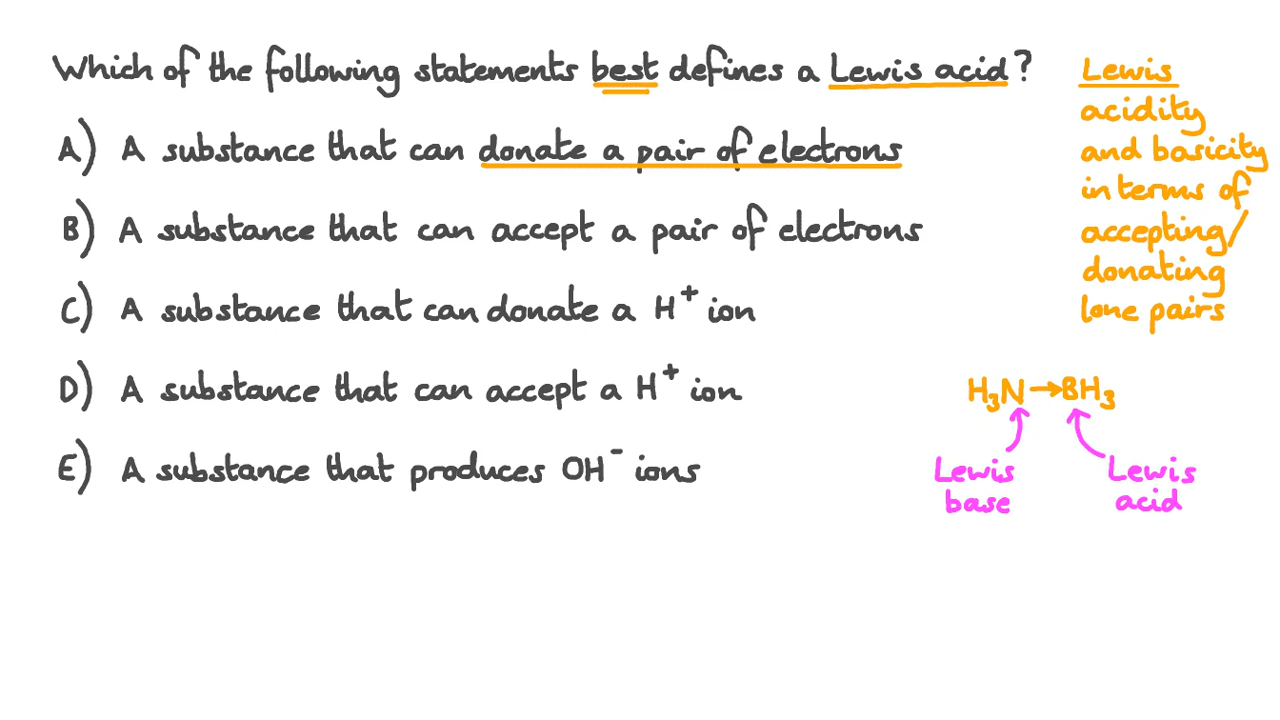 Which of the following statements best defines a Lewis acid?
A) A substance that can donate a pair of electrons
B) A substance that can accept a pair of electrons
C) A substance that can donate a H⁺ ion
D) A substance that can accept a H⁺ ion
E) A substance that produces OH⁻ ions
Lewis
acidity
and basicity
in terms of
accepting/
donating
lone pairs
H₃N→BH₃
Lewis
base
Lewis
acid